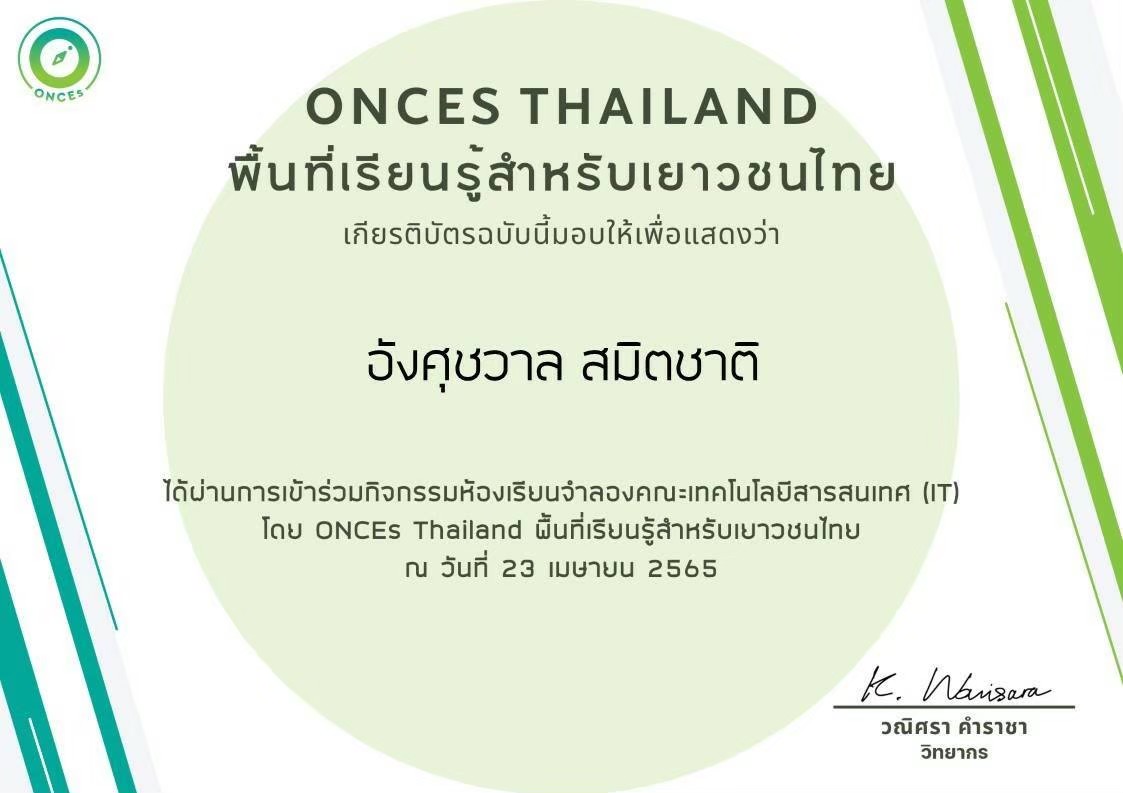 ONCEs
ONCES THAILAND
พื้นที่เรียนรู้สำหรับเยาวชนไทย
เกียรติบัตรฉบับนี้มอบให้เพื่อแสดงว่า
อังศุชวาล สมิตชาติ
ได้ผ่านการเข้าร่วมกิจกรรมห้องเรียนจำลองคณะเทคโนโลยีสารสนเทศ (IT)
โดย ONCEs Thailand พื้นที่เรียนรู้สำหรับเยาวชนไทย
ณ วันที่ 23 เมษายน 2565
K. Warisara
วณิศรา คำราชา
วิทยากร